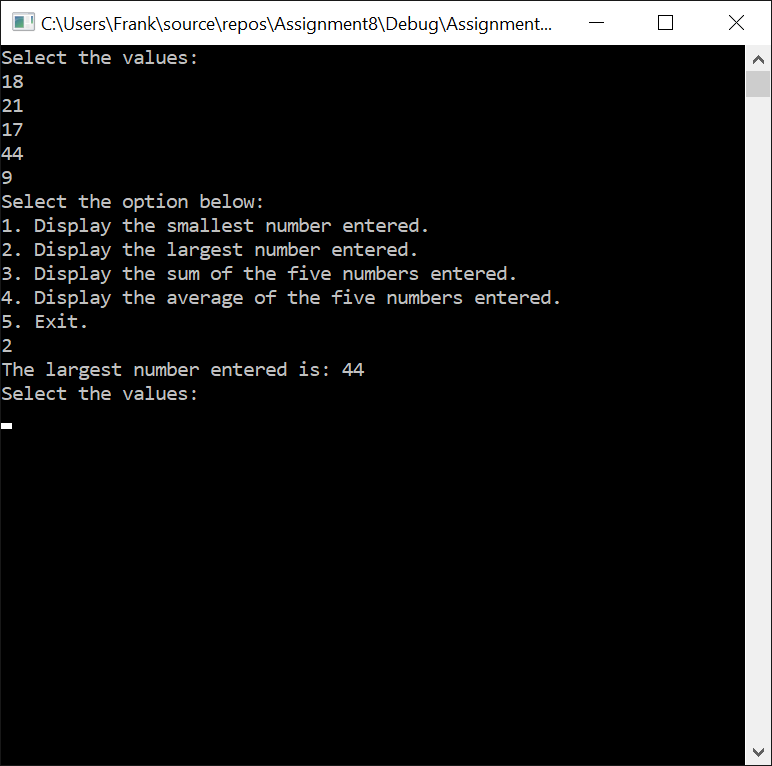 C:\Users\Frank\source\repos\Assignment8\Debug\Assignment...
Select the values:
18
21
17
44
9
Select the option below:
1. Display the smallest number entered.
2. Display the largest number entered.
3. Display the sum of the five numbers entered.
4. Display the average of the five numbers entered.
5. Exit.
2
The largest number entered is: 44
Select the values: